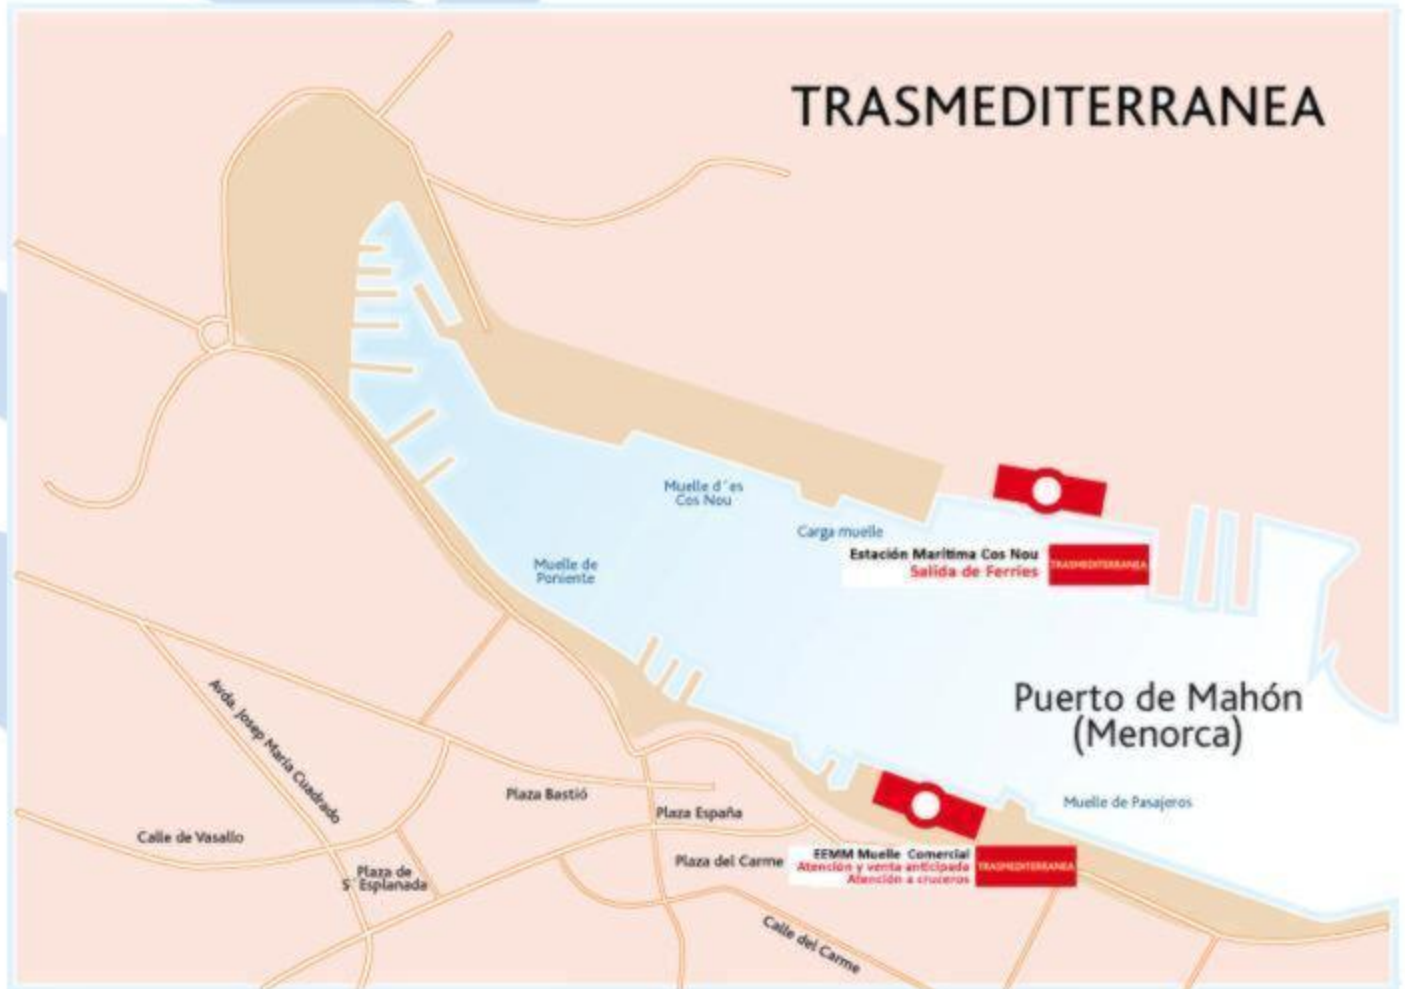 TRASMEDITERRANEA
Muelle d´es
Cos Nou
Carga muelle
Estación Marítima Cos Nou
Salida de Ferries
TRASMEDITERRANEA
Muelle de
Poniente
Puerto de Mahón
(Menorca)
Avda. Josep María Cuadrado
Plaza Bastió
Muelle de Pasajeros
Plaza España
Calle de Vasallo
Plaza del Carme
EEMM Muelle Comercial
Atención y venta anticipada
Atención a cruceros
TRASMEDITERRANEA
Plaza de
S´Esplanada
Calle del Carme